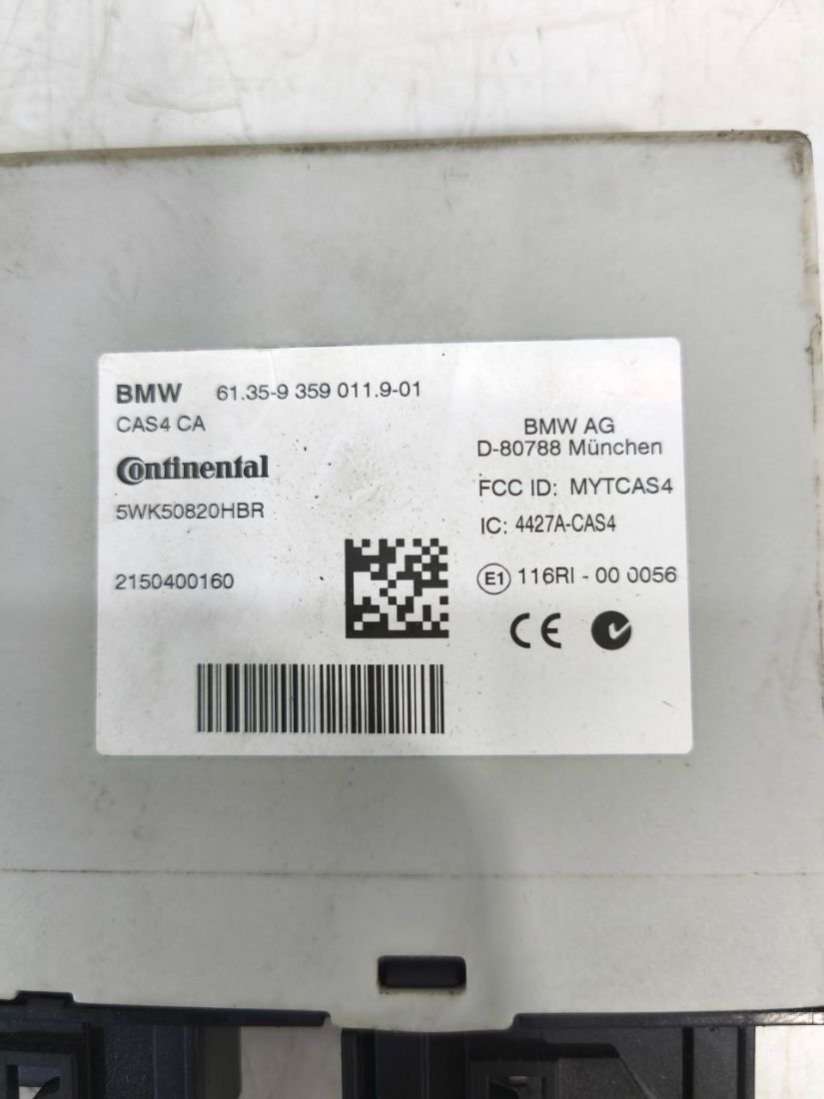 BMW 61.35-9 359 011.9-01
CAS4 CA
Continental
5WK50820HBR
2150400160
BMW AG
D-80788 München
FCC ID: MYTCAS4
IC: 4427A-CAS4
E1 116RI - 00 0056
CE